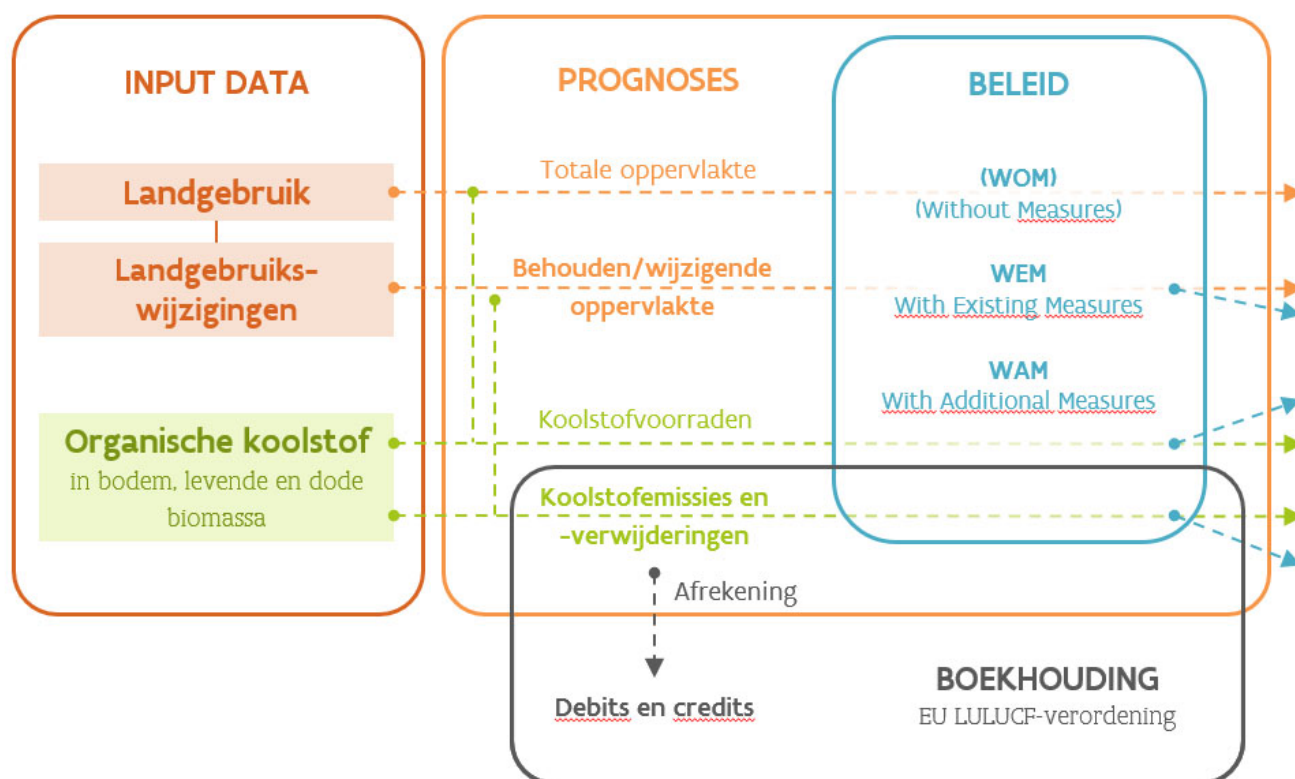 INPUT DATA
Landgebruik
Landgebruiks-
wijzigingen
Organische koolstof
in bodem, levende en dode
biomassa
PROGNOSES
Totale oppervlakte
Behouden/wijzigende
oppervlakte
Koolstofvoorraden
Koolstofemissies en
-verwijderingen
Afrekening
Debits en credits
BELEID
(WOM)
(Without Measures)
WEM
With Existing Measures
WAM
With Additional Measures
BOEKHOUDING
EU LULUCF-verordening